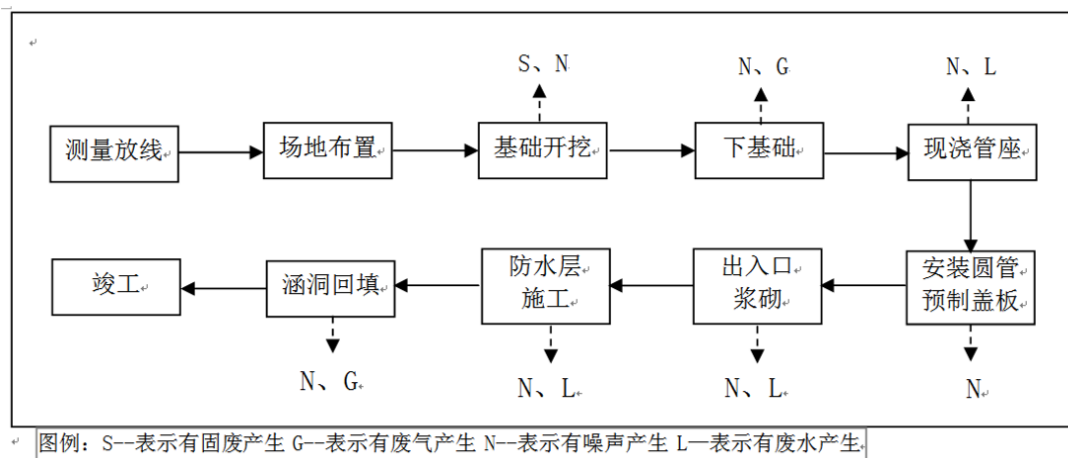 S、N
N、G
N、L
测量放线
场地布置
基础开挖
下基础
现浇管座
竣工
涵洞回填
防水层
施工
出入口
浆砌
安装圆管
预制盖板
N、G
N、L
N、L
N
图例：S--表示有固废产生 G--表示有废气产生 N--表示有噪声产生 L—表示有废水产生